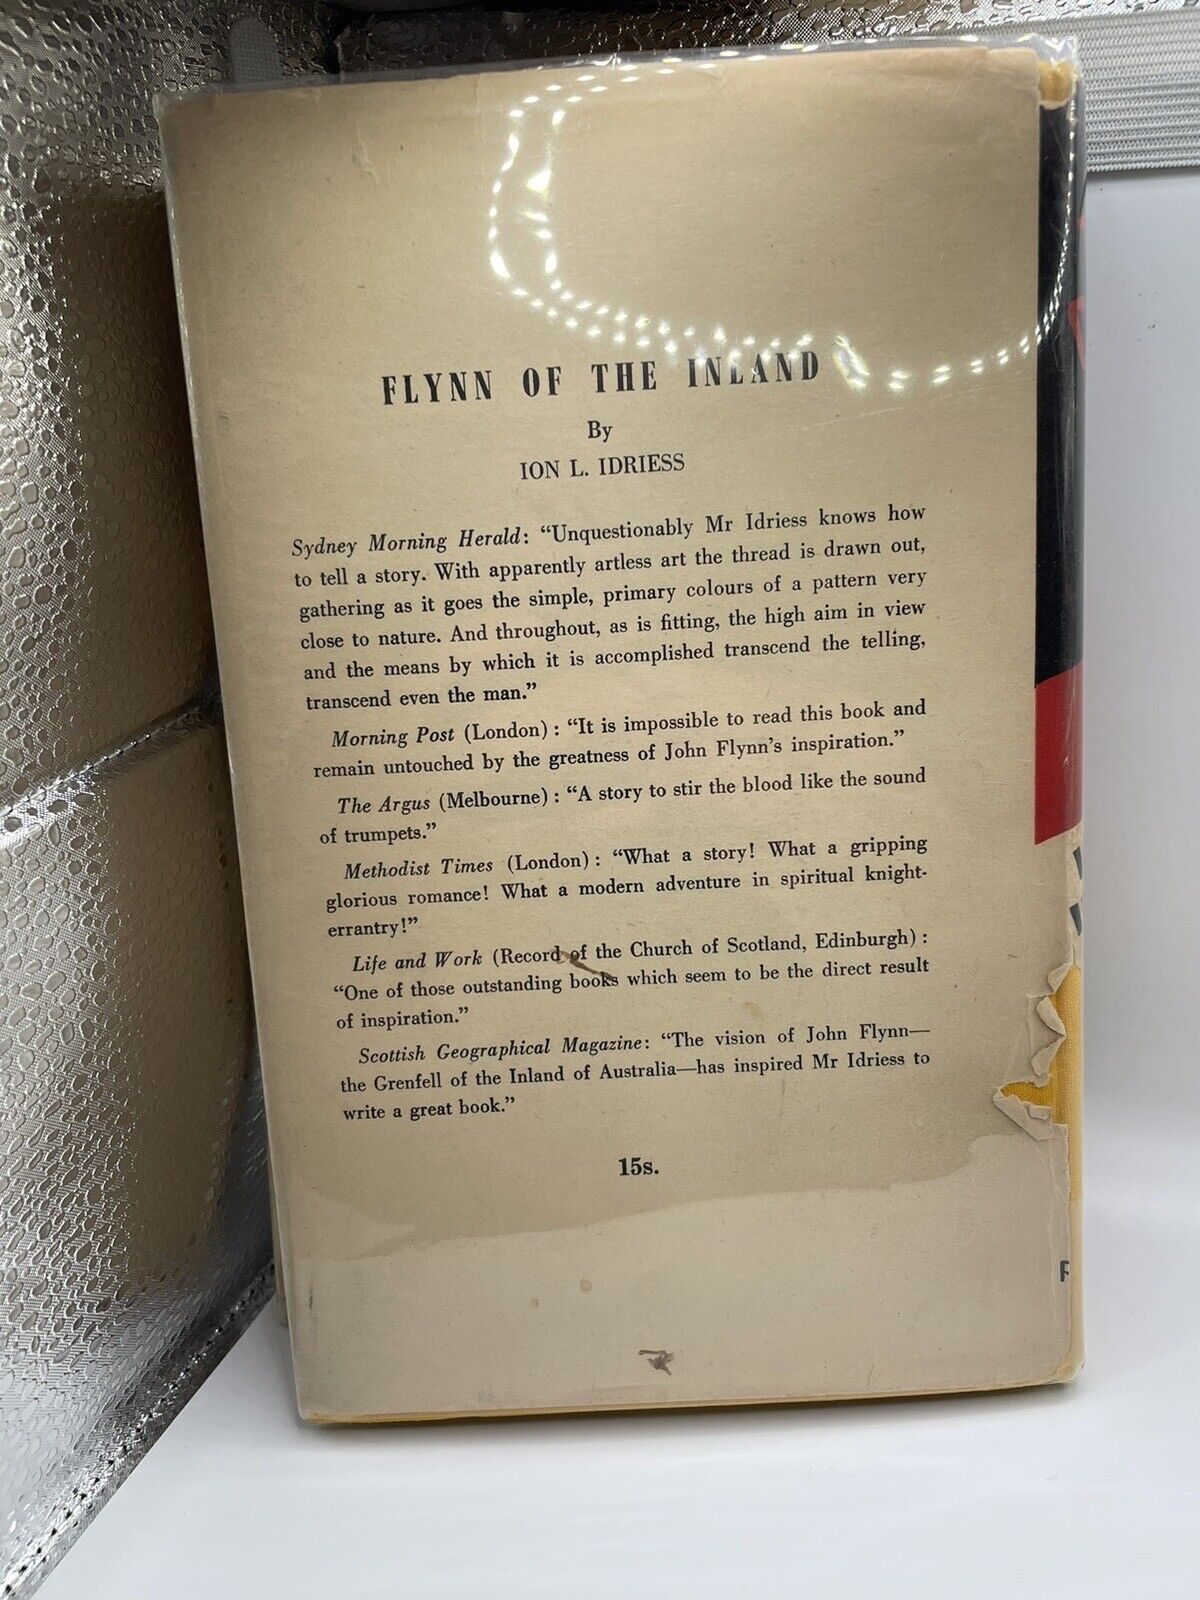 FLYNN OF THE INLAND
By
ION L. IDRIESS
Sydney Morning Herald: “Unquestionably Mr Idriess knows how
to tell a story. With apparently artless art the thread is drawn out,
gathering as it goes the simple, primary colours of a pattern very
close to nature. And throughout, as is fitting, the high aim in view
and the means by which it is accomplished transcend the telling,
transcend even the man.”
Morning Post (London) : “It is impossible to read this book and
remain untouched by the greatness of John Flynn’s inspiration.”
The Argus (Melbourne) : “A story to stir the blood like the sound
of trumpets.”
Methodist Times (London) : “What a story! What a gripping
glorious romance! What a modern adventure in spiritual knight-
errantry!”
Life and Work (Record of the Church of Scotland, Edinburgh) :
“One of those outstanding books which seem to be the direct result
of inspiration.”
Scottish Geographical Magazine: “The vision of John Flynn—
the Grenfell of the Inland of Australia—has inspired Mr Idriess to
write a great book.”
15s.